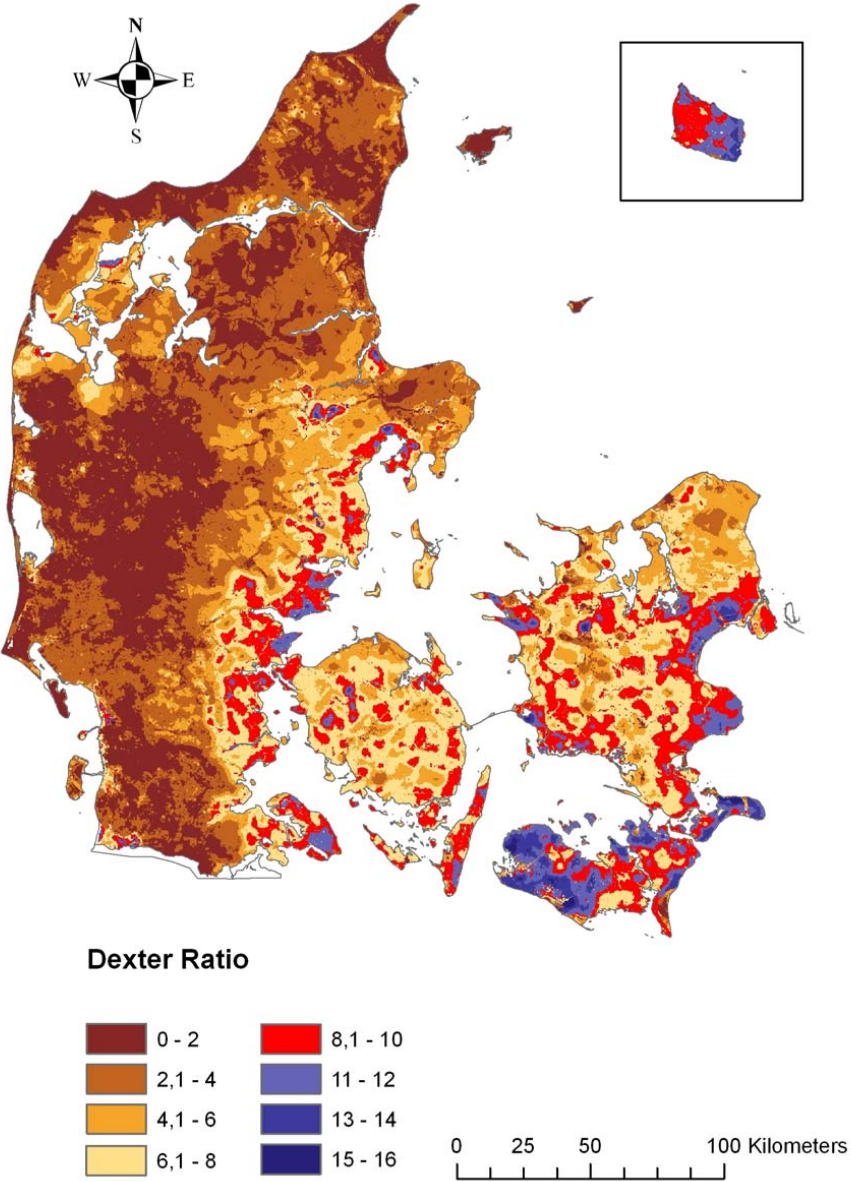 N
W E
S
Dexter Ratio
0 - 2
2,1 - 4
4,1 - 6
6,1 - 8
8,1 - 10
11 - 12
13 - 14
15 - 16
0 25 50 100 Kilometers